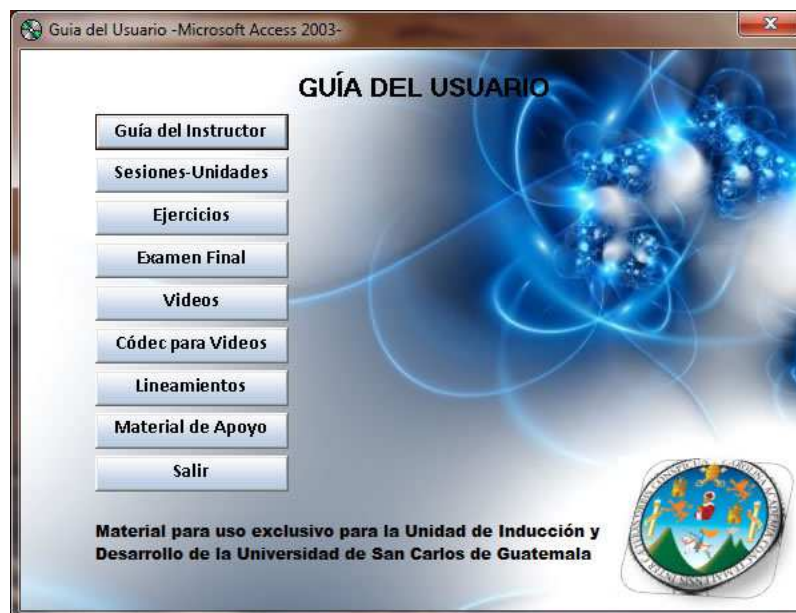 Guia del Usuario -Microsoft Access 2003-
GUÍA DEL USUARIO
Guía del Instructor
Sesiones-Unidades
Ejercicios
Examen Final
Videos
Códec para Videos
Lineamientos
Material de Apoyo
Salir
Material para uso exclusivo para la Unidad de Inducción y
Desarrollo de la Universidad de San Carlos de Guatemala